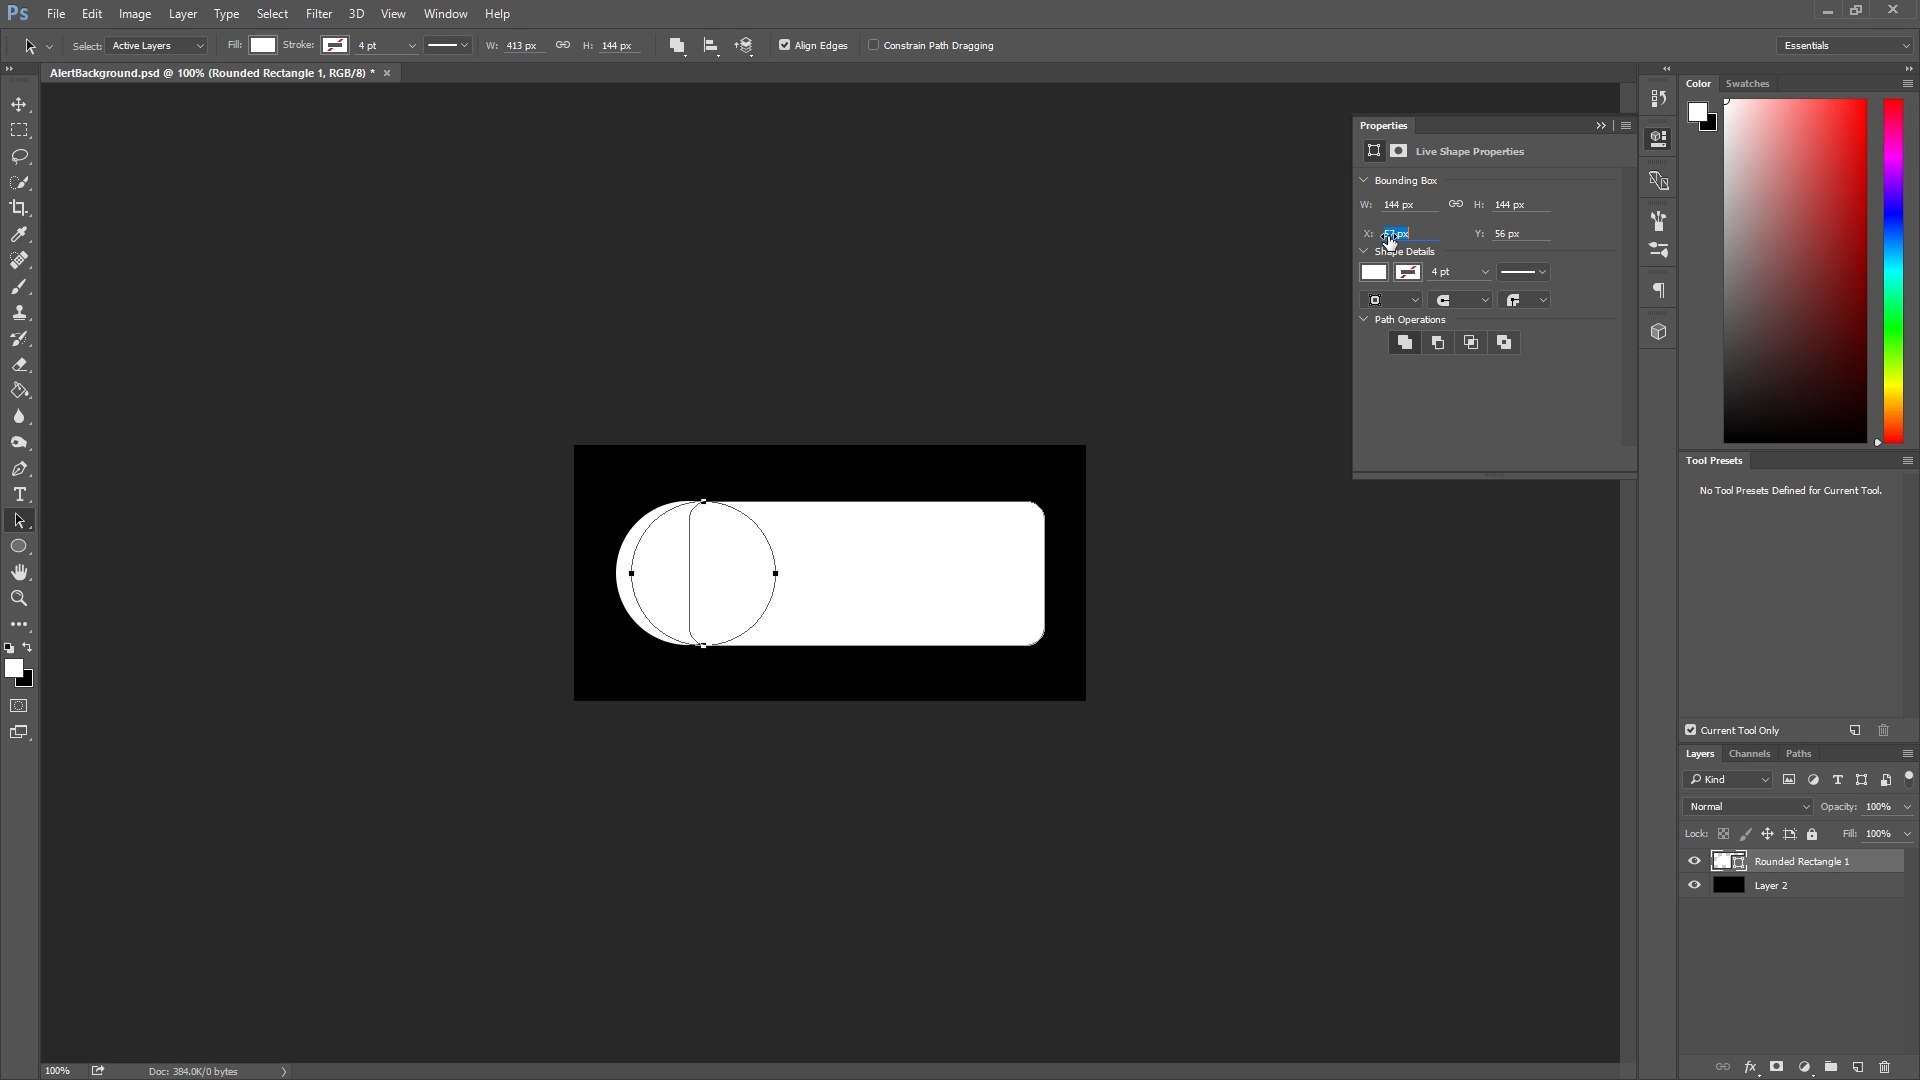 Ps File Edit Image Layer Type Select Filter 3D View Window Help
Select: Active Layers Fill: Stroke: 4 pt W: 413 px H: 144 px Align Edges Constrain Path Dragging Essentials
AlertBackground.psd @ 100% (Rounded Rectangle 1, RGB/8) *
Color Swatches
Properties
Live Shape Properties
Bounding Box
W: 144 px H: 144 px
X: 57 px Y: 56 px
Shape Details
4 pt
Path Operations
Tool Presets
No Tool Presets Defined for Current Tool.
Current Tool Only
Layers Channels Paths
Kind
Normal Opacity: 100%
Lock: Fill: 100%
Rounded Rectangle 1
Layer 2
100% Doc: 384.0K/0 bytes